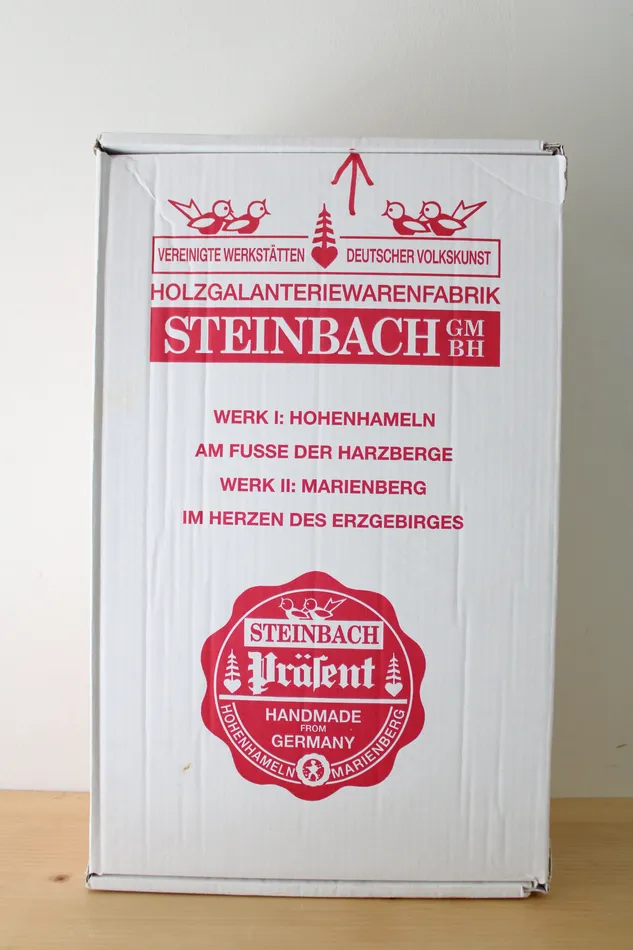 VEREINIGTE WERKSTÄTTEN DEUTSCHER VOLKSKUNST
HOLZGALANTERIEWARENFABRIK
STEINBACH GM
BH
WERK I: HOHENHAMELN
AM FUSSE DER HARZBERGE
WERK II: MARIENBERG
IM HERZEN DES ERZGEBIRGES
STEINBACH
Präſent
HANDMADE
FROM
GERMANY
HOHENHAMELN MARIENBERG